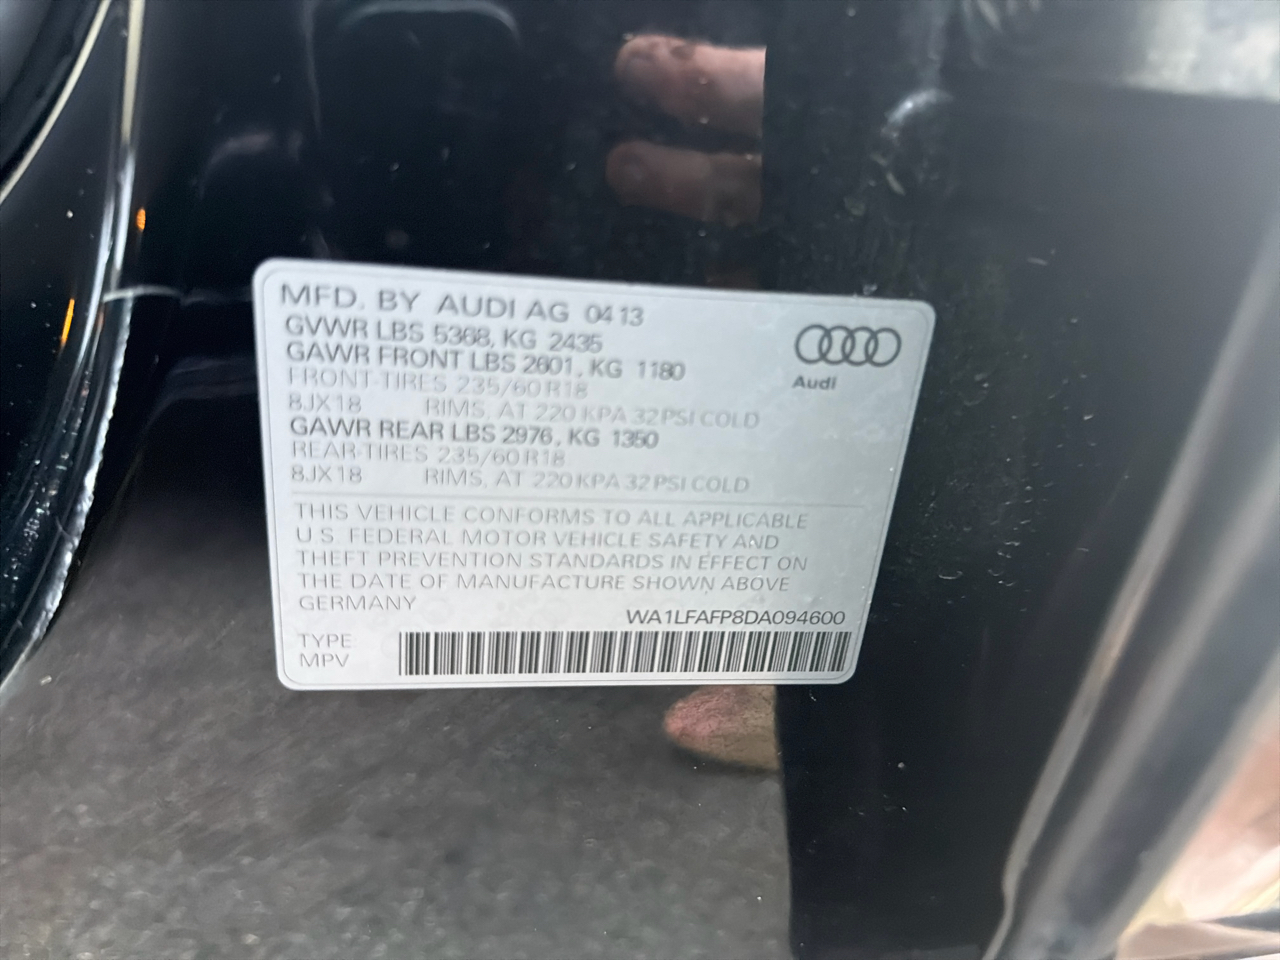 MFD. BY AUDI AG 04 13
GVWR LBS 5368, KG 2435
GAWR FRONT LBS 2601, KG 1180
FRONT-TIRES 235/60 R18
8JX18 RIMS, AT 220 KPA 32 PSI COLD
GAWR REAR LBS 2976, KG 1350
REAR-TIRES 235/60 R18
8JX18 RIMS, AT 220 KPA 32 PSI COLD
Audi
THIS VEHICLE CONFORMS TO ALL APPLICABLE
U.S. FEDERAL MOTOR VEHICLE SAFETY AND
THEFT PREVENTION STANDARDS IN EFFECT ON
THE DATE OF MANUFACTURE SHOWN ABOVE
GERMANY
WA1LFAFP8DA094600
TYPE:
MPV